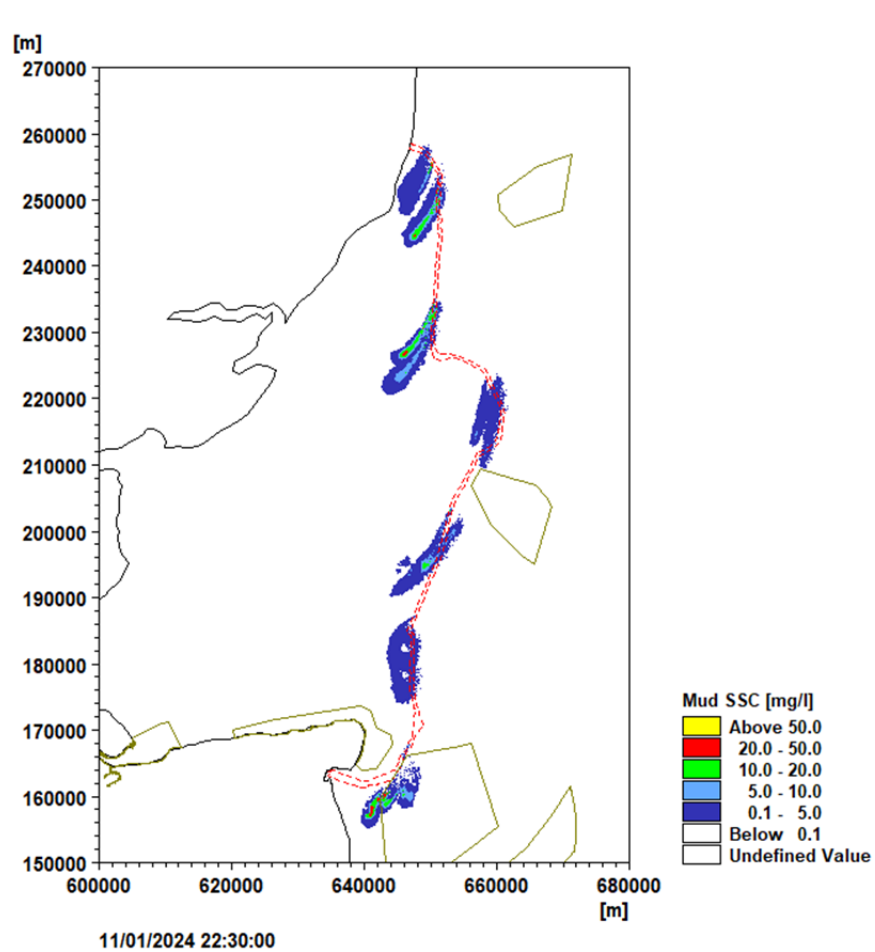 [m]
270000
260000
250000
240000
230000
220000
210000
200000
190000
180000
170000
160000
150000
600000 620000 640000 660000 680000
[m]
Mud SSC [mg/l]
Above 50.0
20.0 - 50.0
10.0 - 20.0
5.0 - 10.0
0.1 - 5.0
Below 0.1
Undefined Value
11/01/2024 22:30:00